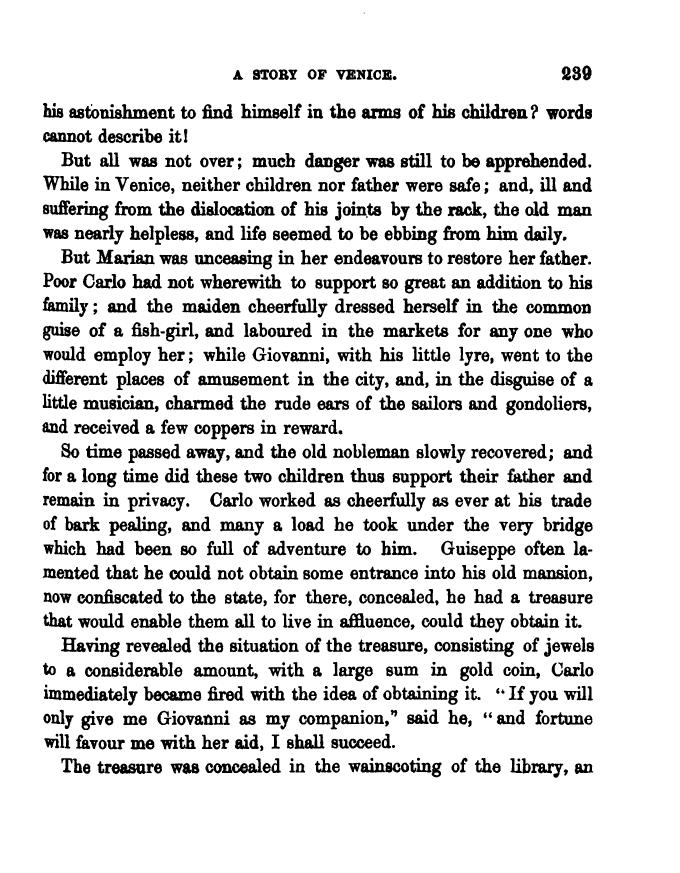 A STORY OF VENICE. 239
his astonishment to find himself in the arms of his children? words
cannot describe it!
But all was not over; much danger was still to be apprehended.
While in Venice, neither children nor father were safe; and, ill and
suffering from the dislocation of his joints by the rack, the old man
was nearly helpless, and life seemed to be ebbing from him daily.
But Marian was unceasing in her endeavours to restore her father.
Poor Carlo had not wherewith to support so great an addition to his
family; and the maiden cheerfully dressed herself in the common
guise of a fish-girl, and laboured in the markets for any one who
would employ her; while Giovanni, with his little lyre, went to the
different places of amusement in the city, and, in the disguise of a
little musician, charmed the rude ears of the sailors and gondoliers,
and received a few coppers in reward.
So time passed away, and the old nobleman slowly recovered; and
for a long time did these two children thus support their father and
remain in privacy. Carlo worked as cheerfully as ever at his trade
of bark pealing, and many a load he took under the very bridge
which had been so full of adventure to him. Guiseppe often la-
mented that he could not obtain some entrance into his old mansion,
now confiscated to the state, for there, concealed, he had a treasure
that would enable them all to live in affluence, could they obtain it.
Having revealed the situation of the treasure, consisting of jewels
to a considerable amount, with a large sum in gold coin, Carlo
immediately became fired with the idea of obtaining it. "If you will
only give me Giovanni as my companion," said he, "and fortune
will favour me with her aid, I shall succeed.
The treasure was concealed in the wainscoting of the library, an